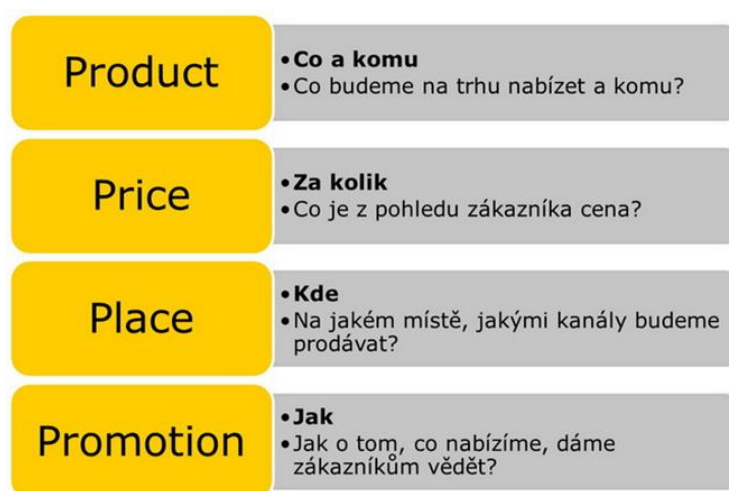 Product
•Co a komu
•Co budeme na trhu nabízet a komu?
Price
•Za kolik
•Co je z pohledu zákazníka cena?
Place
•Kde
•Na jakém místě, jakými kanály budeme
prodávat?
Promotion
•Jak
•Jak o tom, co nabízíme, dáme
zákazníkům vědět?